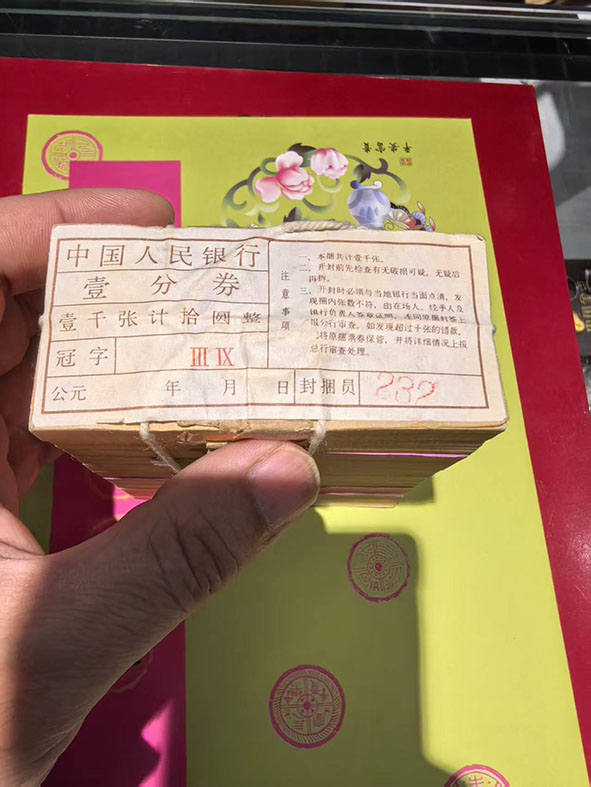 中国人民银行
壹分券
壹千张计拾圆整
冠字 III IX
公元 年 月 日 封捆员 232
注意事项
一、本捆共计壹千张。
二、开封前先检查有无破损可疑，无疑后
再拆。
三、开封时必须与当地银行当面点清，发
现捆内张数不符，由在场人、经手人及
银行负责人签章证明，连同原捆封签上
报分行审查。如发现超过十张的错款，
将原捆票券保管，并将详细情况上报
总行审查处理。
平安富贵